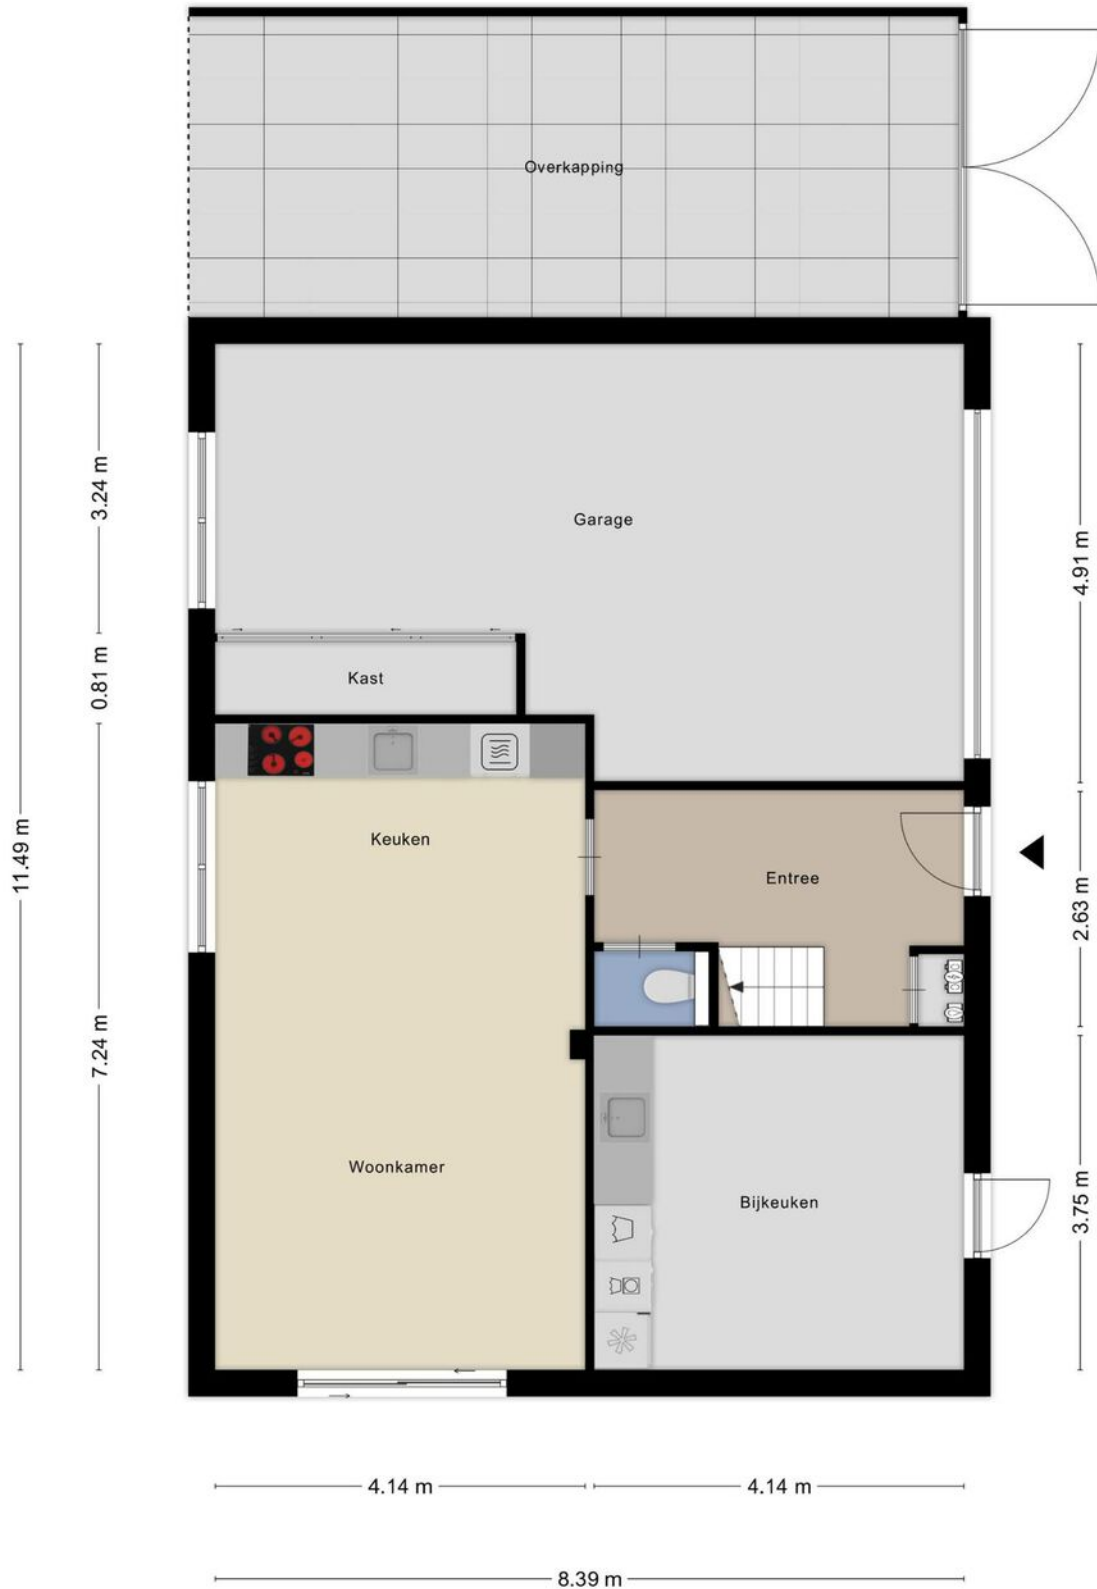 Overkapping
Garage
Kast
Keuken
Entree
Woonkamer
Bijkeuken
11.49 m
3.24 m
0.81 m
7.24 m
4.91 m
2.63 m
3.75 m
4.14 m
4.14 m
8.39 m